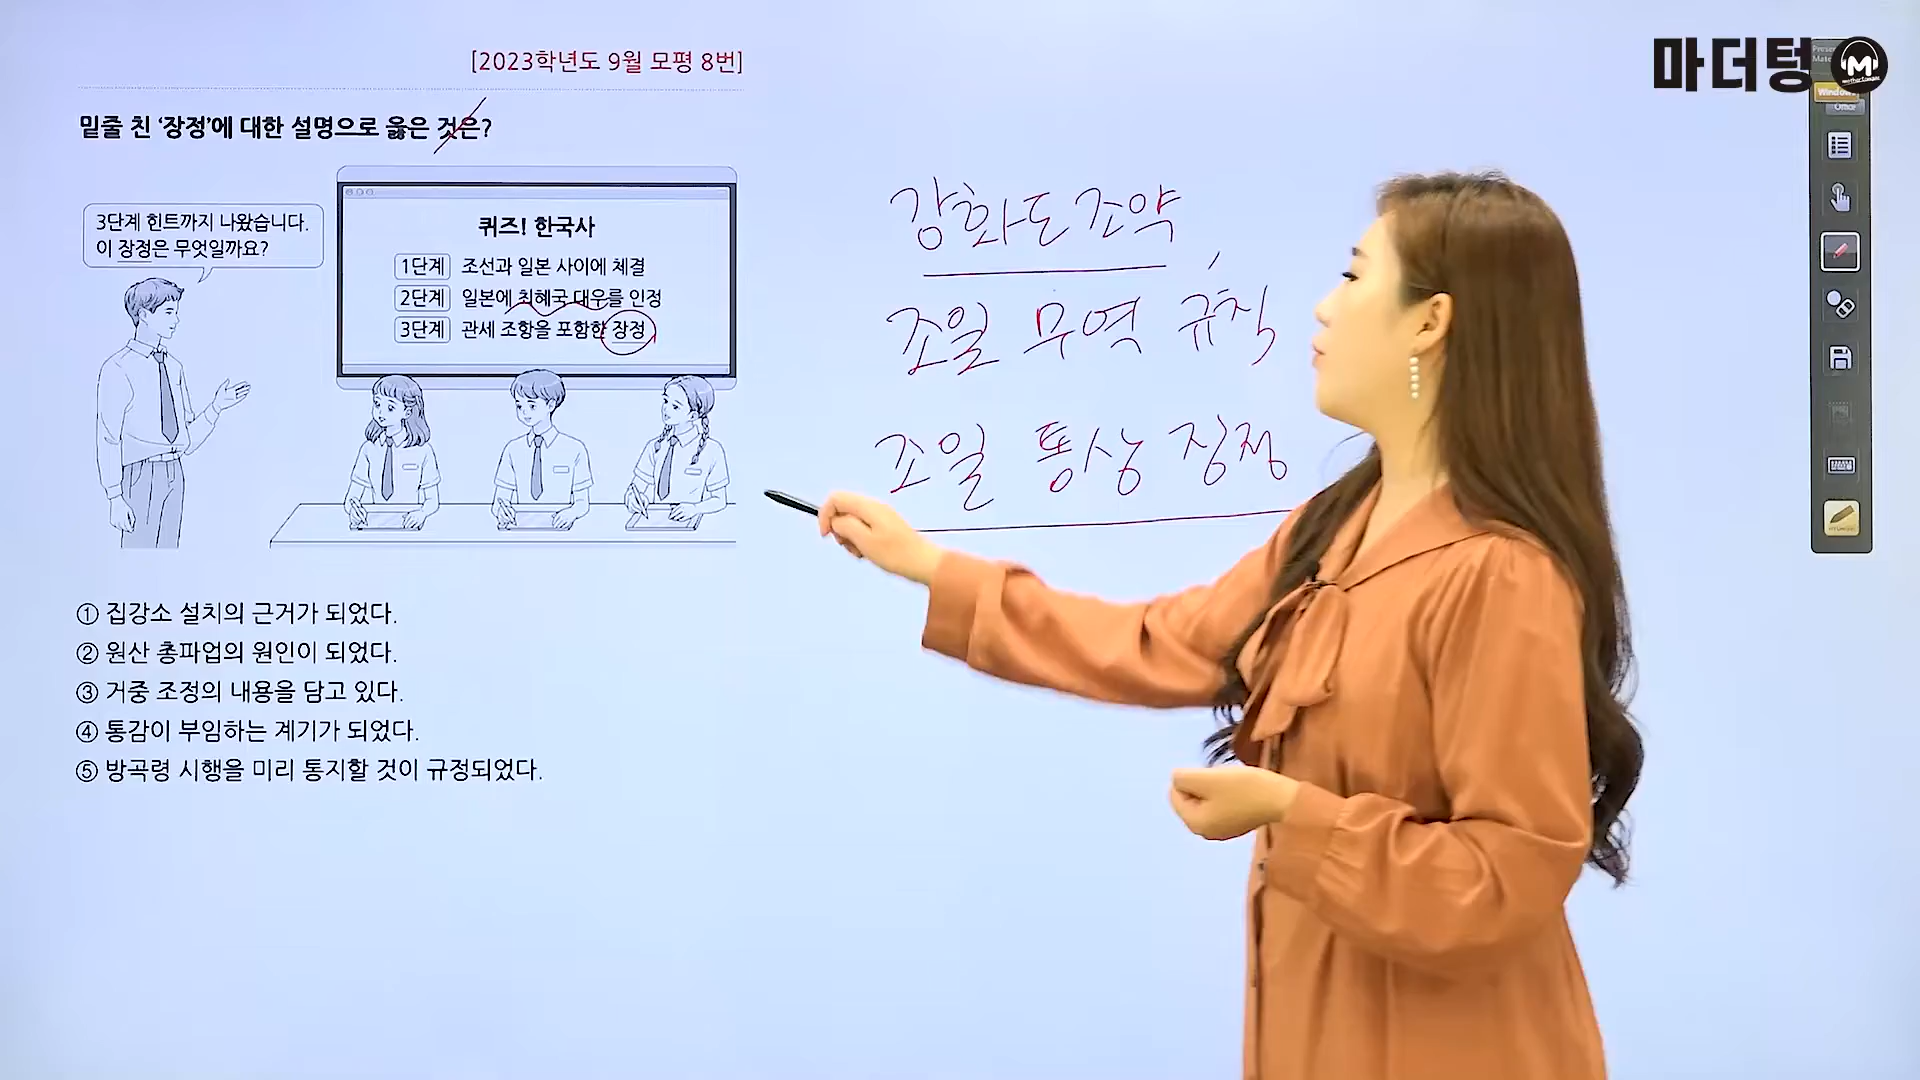 [2023학년도 9월 모평 8번]
밑줄 친 ‘장정’에 대한 설명으로 옳은 것은?
3단계 힌트까지 나왔습니다.
이 장정은 무엇일까요?
퀴즈! 한국사
1단계 조선과 일본 사이에 체결
2단계 일본에 최혜국 대우를 인정
3단계 관세 조항을 포함한 장정
① 집강소 설치의 근거가 되었다.
② 원산 총파업의 원인이 되었다.
③ 거중 조정의 내용을 담고 있다.
④ 통감이 부임하는 계기가 되었다.
⑤ 방곡령 시행을 미리 통지할 것이 규정되었다.
강화도 조약
조일 무역 규칙
조일 통상 장정
마더텅
M
Windows
Office